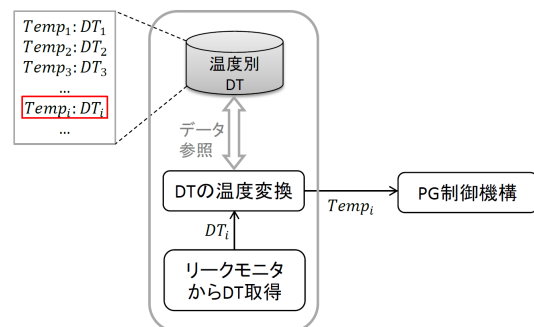 Temp₁: DT₁
Temp₂: DT₂
Temp₃: DT₃
...
Tempᵢ: DTᵢ
...
温度別
DT
データ
参照
DTの温度変換
Tempᵢ
PG制御機構
DTᵢ
リークモニタ
からDT取得